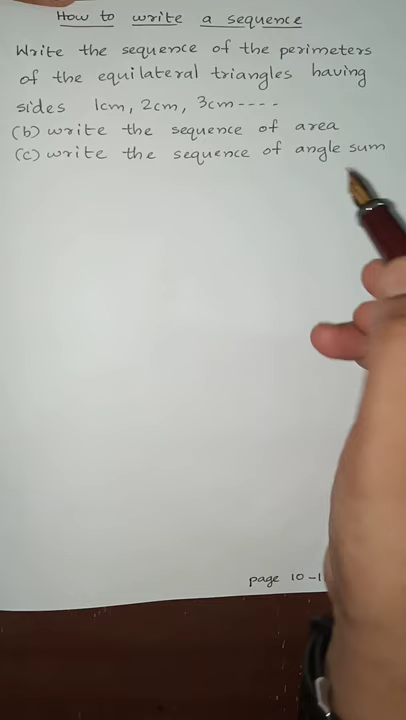 How to write a sequence
Write the sequence of the perimeters
of the equilateral triangles having
sides 1cm, 2cm, 3cm ----
(b) write the sequence of area
(c) write the sequence of angle sum
page 10 -